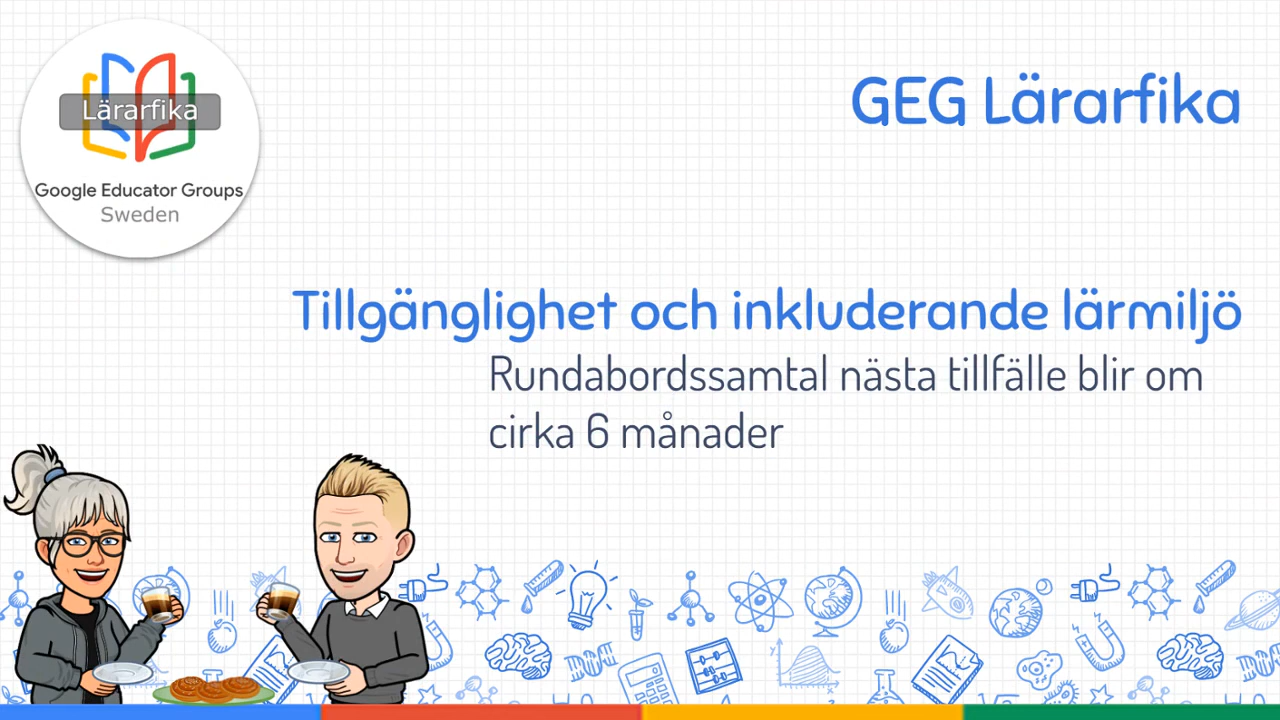 Lärarfika
Google Educator Groups
Sweden
GEG Lärarfika
Tillgänglighet och inkluderande lärmiljö
Rundabordssamtal nästa tillfälle blir om
cirka 6 månader